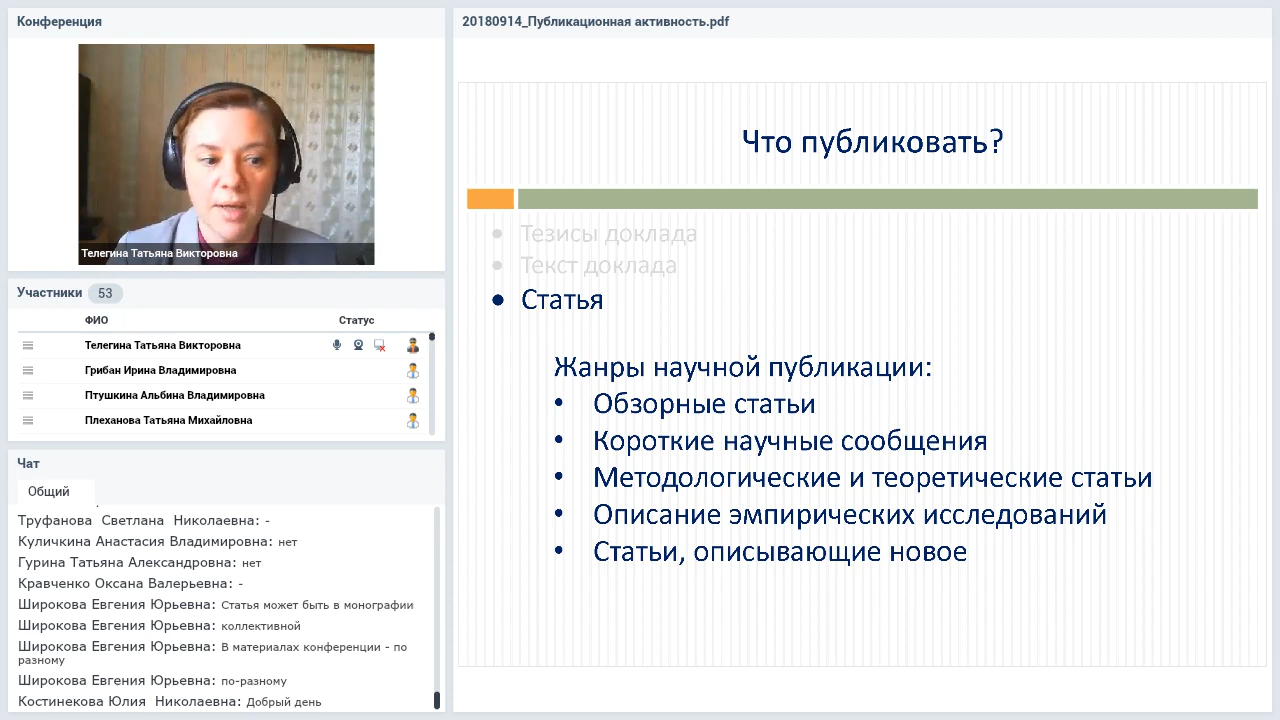 Конференция
Телегина Татьяна Викторовна
Участники 53
ФИО Статус
Телегина Татьяна Викторовна
Грибан Ирина Владимировна
Птушкина Альбина Владимировна
Плеханова Татьяна Михайловна
Чат
Общий
Труфанова Светлана Николаевна: -
Куличкина Анастасия Владимировна: нет
Гурина Татьяна Александровна: нет
Кравченко Оксана Валерьевна: -
Широкова Евгения Юрьевна: Статья может быть в монографии
Широкова Евгения Юрьевна: коллективной
Широкова Евгения Юрьевна: В материалах конференции - по
разному
Широкова Евгения Юрьевна: по-разному
Костинекова Юлия Николаевна: Добрый день
20180914_Публикационная активность.pdf
Что публиковать?
• Тезисы доклада
• Текст доклада
• Статья
Жанры научной публикации:
• Обзорные статьи
• Короткие научные сообщения
• Методологические и теоретические статьи
• Описание эмпирических исследований
• Статьи, описывающие новое